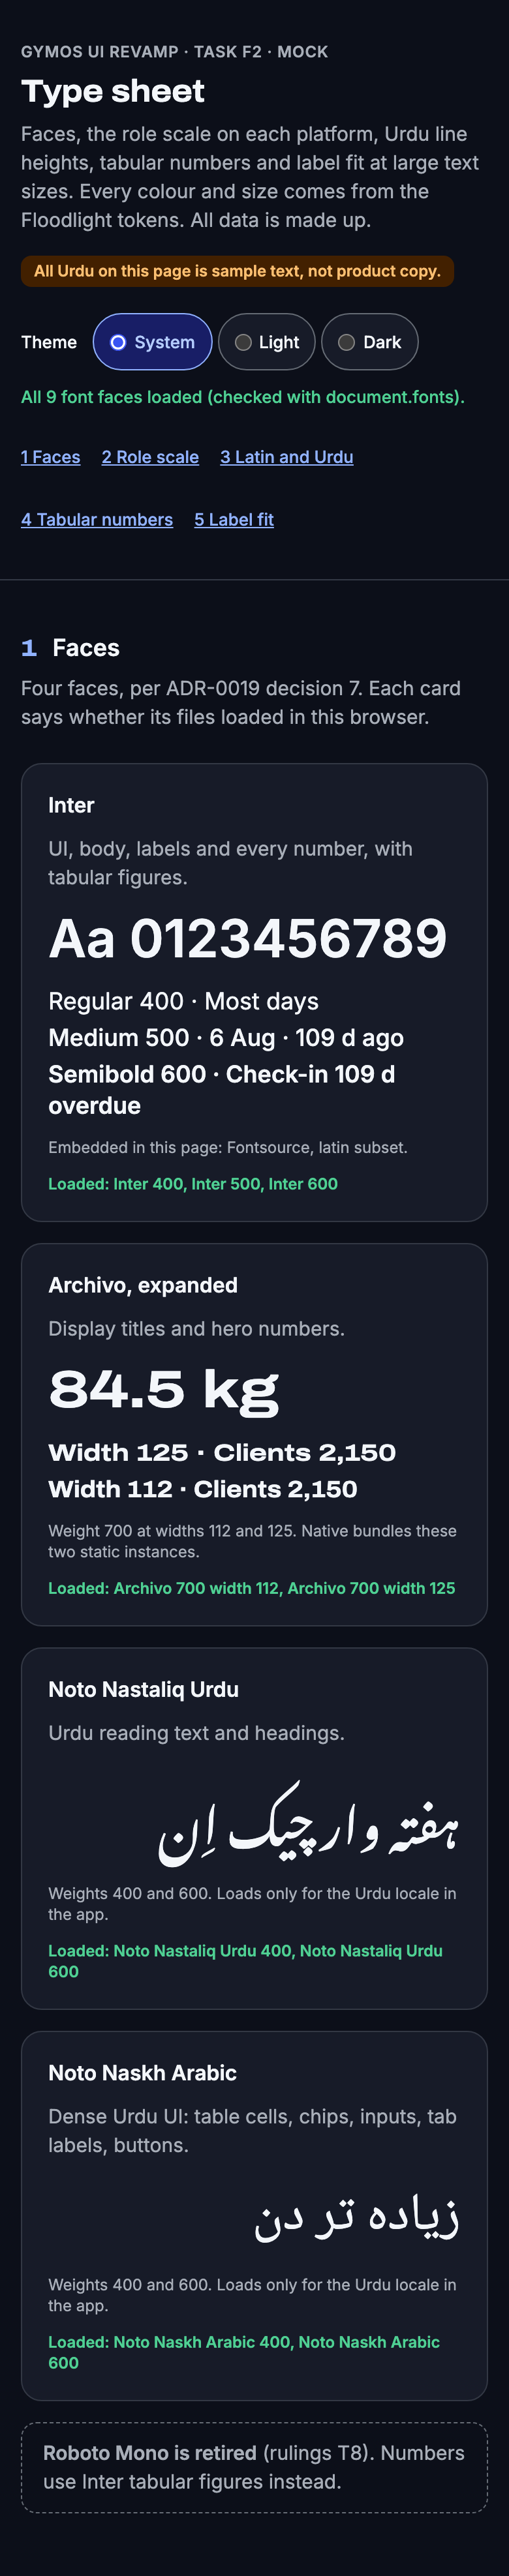 GYMOS UI REVAMP · TASK F2 · MOCK
Type sheet
Faces, the role scale on each platform, Urdu line
heights, tabular numbers and label fit at large text
sizes. Every colour and size comes from the
Floodlight tokens. All data is made up.
All Urdu on this page is sample text, not product copy.
Theme System Light Dark
All 9 font faces loaded (checked with document.fonts).
1 Faces 2 Role scale 3 Latin and Urdu
4 Tabular numbers 5 Label fit
1 Faces
Four faces, per ADR-0019 decision 7. Each card
says whether its files loaded in this browser.
Inter
UI, body, labels and every number, with
tabular figures.
Aa 0123456789
Regular 400 · Most days
Medium 500 · 6 Aug · 109 d ago
Semibold 600 · Check-in 109 d
overdue
Embedded in this page: Fontsource, latin subset.
Loaded: Inter 400, Inter 500, Inter 600
Archivo, expanded
Display titles and hero numbers.
84.5 kg
Width 125 · Clients 2,150
Width 112 · Clients 2,150
Weight 700 at widths 112 and 125. Native bundles these
two static instances.
Loaded: Archivo 700 width 112, Archivo 700 width 125
Noto Nastaliq Urdu
Urdu reading text and headings.
ہفتہ وار چیک اِن
Weights 400 and 600. Loads only for the Urdu locale in
the app.
Loaded: Noto Nastaliq Urdu 400, Noto Nastaliq Urdu
600
Noto Naskh Arabic
Dense Urdu UI: table cells, chips, inputs, tab
labels, buttons.
زیادہ تر دن
Weights 400 and 600. Loads only for the Urdu locale in
the app.
Loaded: Noto Naskh Arabic 400, Noto Naskh Arabic
600
Roboto Mono is retired (rulings T8). Numbers
use Inter tabular figures instead.